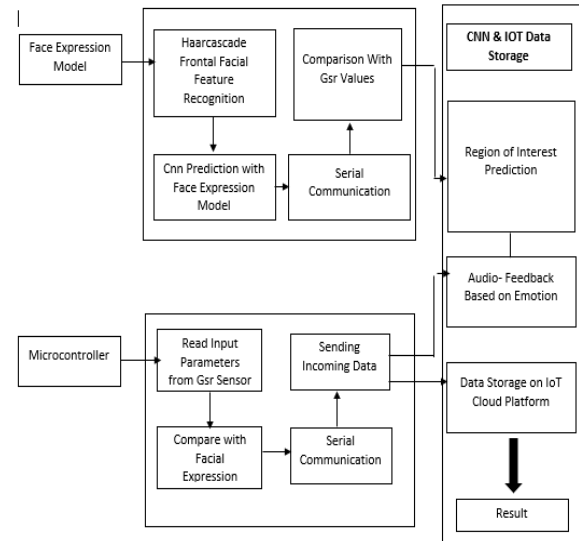 Face Expression
Model
Haarcascade
Frontal Facial
Feature
Recognition
Cnn Prediction with
Face Expression
Model
Serial
Communication
Comparison With
Gsr Values
CNN & IOT Data
Storage
Region of Interest
Prediction
Audio- Feedback
Based on Emotion
Microcontroller
Read Input
Parameters
from Gsr Sensor
Compare with
Facial
Expression
Serial
Communication
Sending
Incoming Data
Data Storage on IoT
Cloud Platform
Result